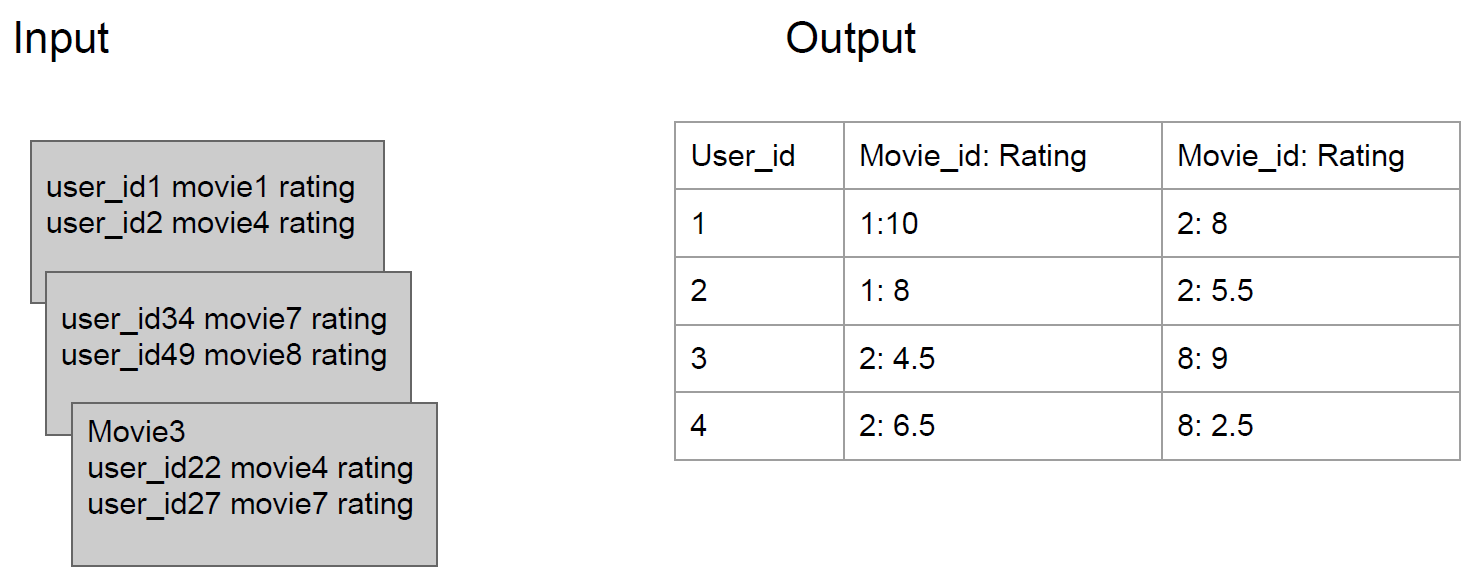 Input
Output
user_id1 movie1 rating
user_id2 movie4 rating
user_id34 movie7 rating
user_id49 movie8 rating
Movie3
user_id22 movie4 rating
user_id27 movie7 rating
User_id Movie_id: Rating Movie_id: Rating
1 1:10 2: 8
2 1: 8 2: 5.5
3 2: 4.5 8: 9
4 2: 6.5 8: 2.5